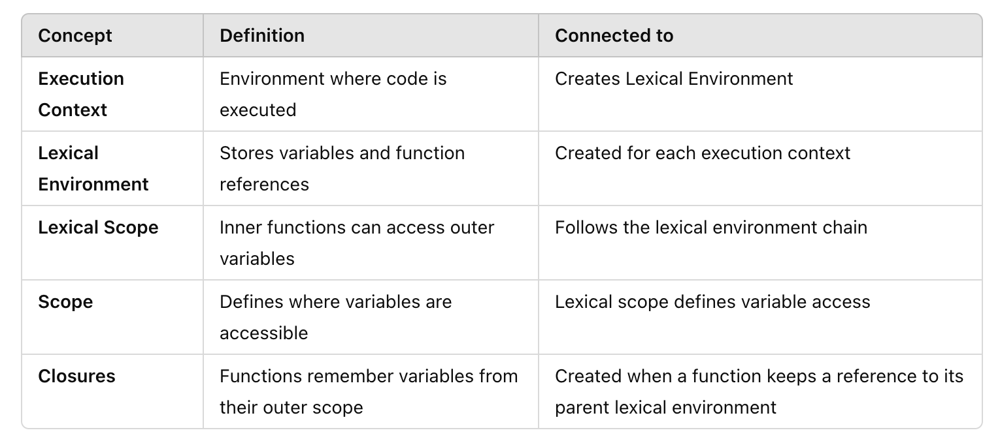 Concept Definition Connected to
Execution Environment where code is Creates Lexical Environment
Context executed
Lexical Stores variables and function Created for each execution context
Environment references
Lexical Scope Inner functions can access outer Follows the lexical environment chain
variables
Scope Defines where variables are Lexical scope defines variable access
accessible
Closures Functions remember variables from Created when a function keeps a reference to its
their outer scope parent lexical environment